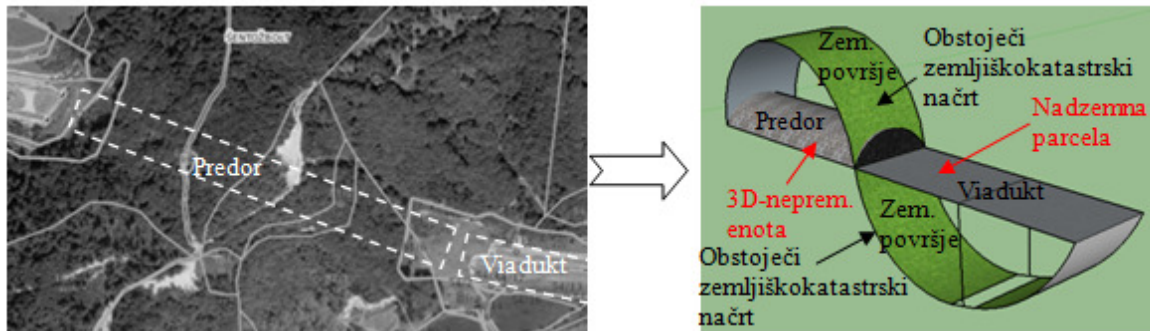 ŠENTOŽBOLT
Predor
Viadukt
Zem.
površje
Obstoječi
zemljiškokatastrski
načrt
Nadzemna
parcela
Predor
Viadukt
3D-neprem.
enota
Zem.
površje
Obstoječi
zemljiškokatastrski
načrt